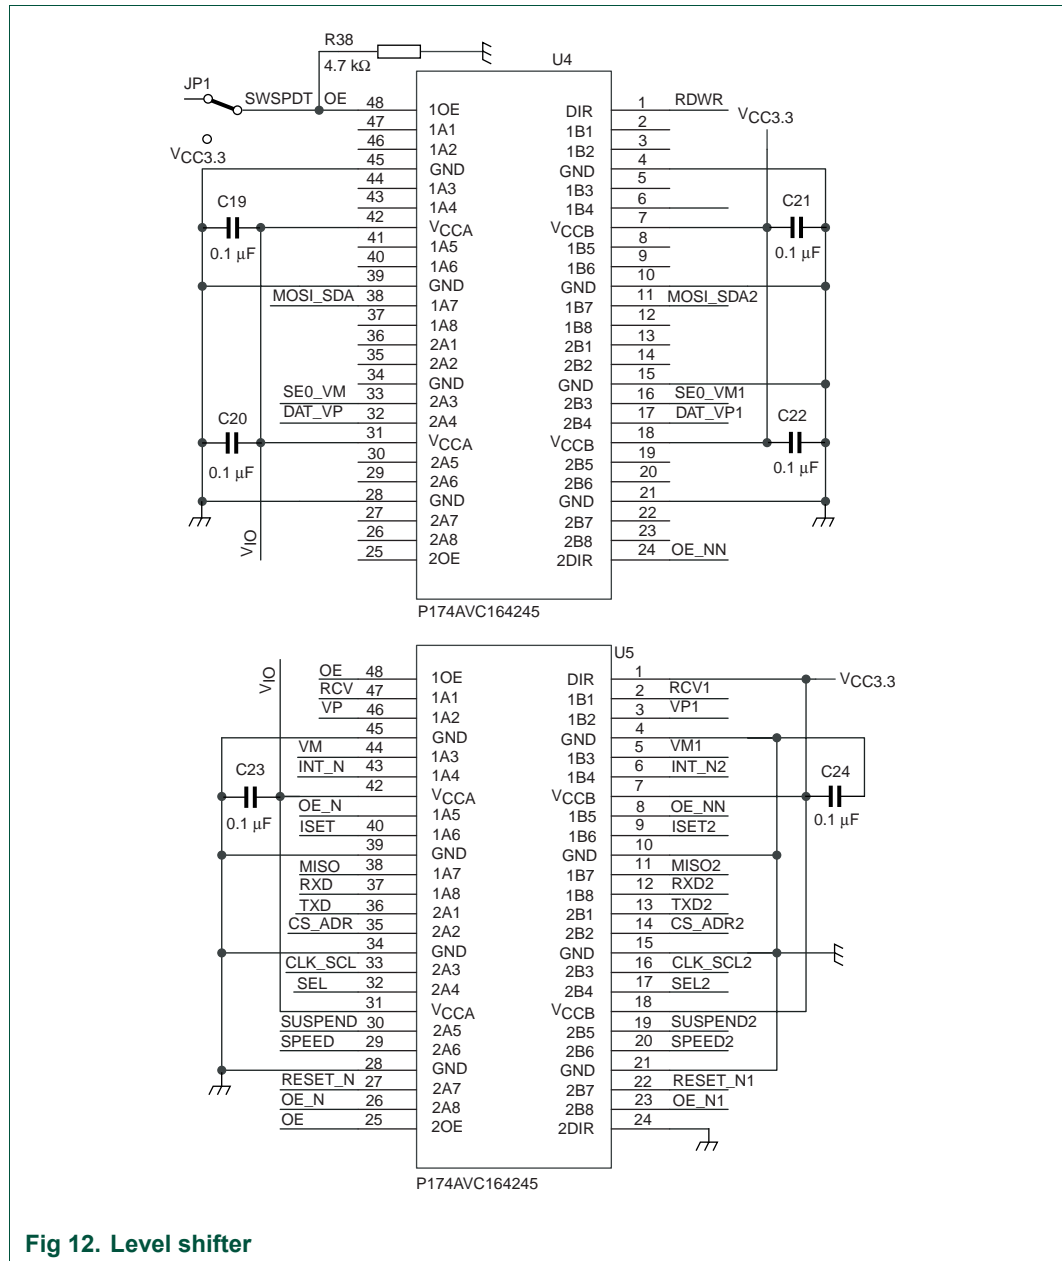 R38
4.7 kΩ
U4
JP1
SWSPDT OE 48 1OE DIR 1 RDWR
VCC3.3
47 1A1 1B1 2
46 1A2 1B2 3
VCC3.3
45 GND GND 4
44 1A3 1B3 5
43 1A4 1B4 6
C19 C21
42 VCCA VCCB 7
0.1 µF 0.1 µF
41 1A5 1B5 8
40 1A6 1B6 9
39 GND GND 10
MOSI_SDA 38 1A7 1B7 11 MOSI_SDA2
37 1A8 1B8 12
36 2A1 2B1 13
35 2A2 2B2 14
34 GND GND 15
SE0_VM 33 2A3 2B3 16 SE0_VM1
DAT_VP 32 2A4 2B4 17 DAT_VP1
C20 C22
31 VCCA VCCB 18
0.1 µF 0.1 µF
30 2A5 2B5 19
29 2A6 2B6 20
28 GND GND 21
27 2A7 2B7 22
26 2A8 2B8 23
25 2OE 2DIR 24 OE_NN
VIO
P174AVC164245
U5
VIO
OE 48 1OE DIR 1 VCC3.3
RCV 47 1A1 1B1 2 RCV1
VP 46 1A2 1B2 3 VP1
45 GND GND 4
VM 44 1A3 1B3 5 VM1
INT_N 43 1A4 1B4 6 INT_N2
C23 C24
42 VCCA VCCB 7
0.1 µF 0.1 µF
OE_N 1A5 1B5 8 OE_NN
ISET 40 1A6 1B6 9 ISET2
39 GND GND 10
MISO 38 1A7 1B7 11 MISO2
RXD 37 1A8 1B8 12 RXD2
TXD 36 2A1 2B1 13 TXD2
CS_ADR 35 2A2 2B2 14 CS_ADR2
34 GND GND 15
CLK_SCL 33 2A3 2B3 16 CLK_SCL2
SEL 32 2A4 2B4 17 SEL2
31 VCCA VCCB 18
SUSPEND 30 2A5 2B5 19 SUSPEND2
SPEED 29 2A6 2B6 20 SPEED2
28 GND GND 21
RESET_N 27 2A7 2B7 22 RESET_N1
OE_N 26 2A8 2B8 23 OE_N1
OE 25 2OE 2DIR 24
P174AVC164245
Fig 12. Level shifter